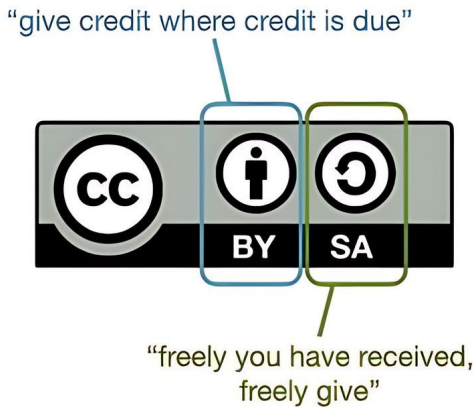 “give credit where credit is due”
cc
BY SA
“freely you have received,
freely give”